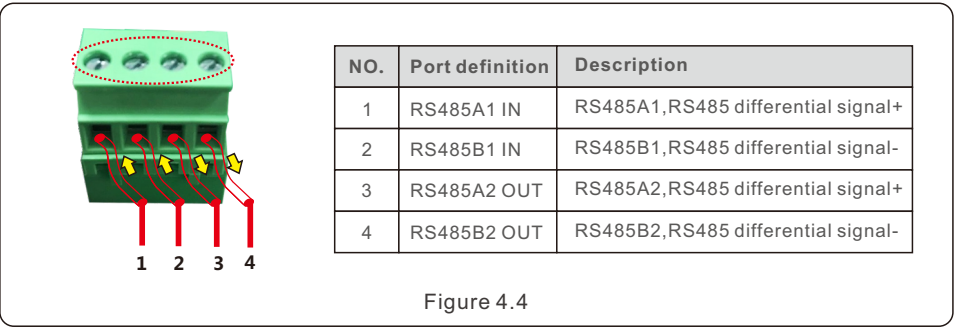 NO. Port definition Description
1 RS485A1 IN RS485A1,RS485 differential signal+
2 RS485B1 IN RS485B1,RS485 differential signal-
3 RS485A2 OUT RS485A2,RS485 differential signal+
4 RS485B2 OUT RS485B2,RS485 differential signal-
1 2 3 4
Figure 4.4